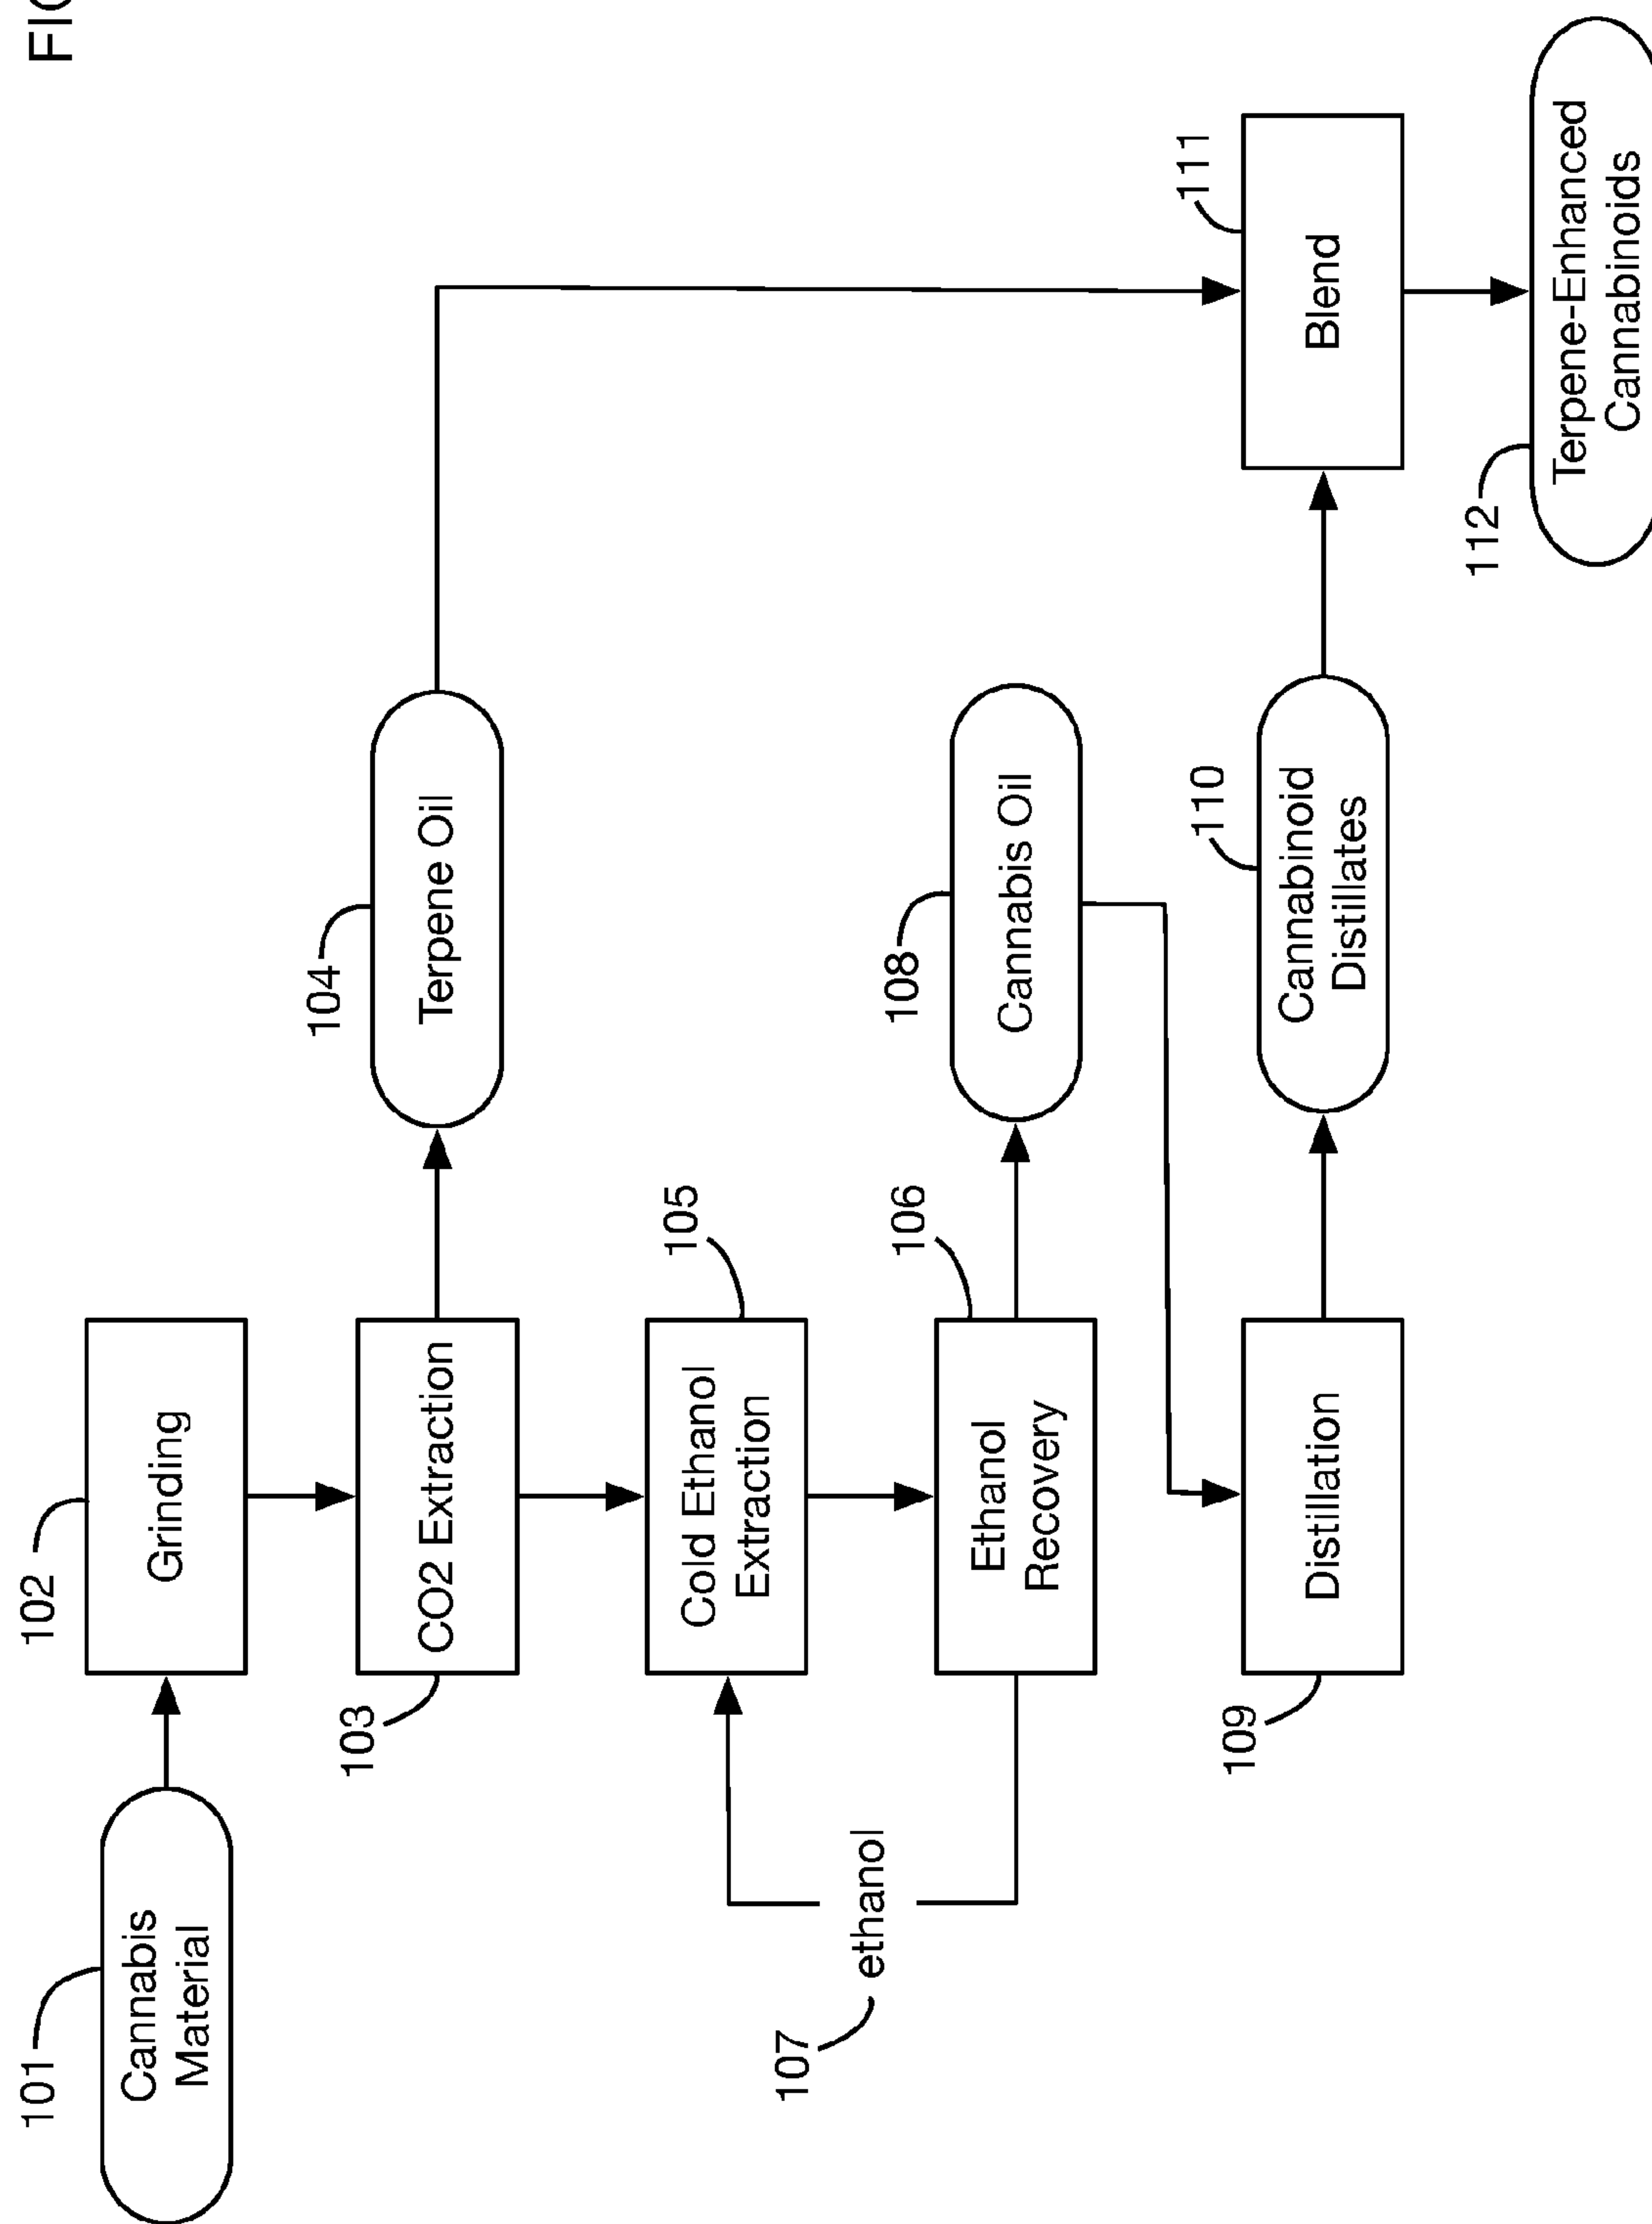 FIG
101
Cannabis
Material
102
Grinding
103
CO2 Extraction
104
Terpene Oil
105
Cold Ethanol
Extraction
107
ethanol
106
Ethanol
Recovery
108
Cannabis Oil
109
Distillation
110
Cannabinoid
Distillates
111
Blend
112
Terpene-Enhanced
Cannabinoids